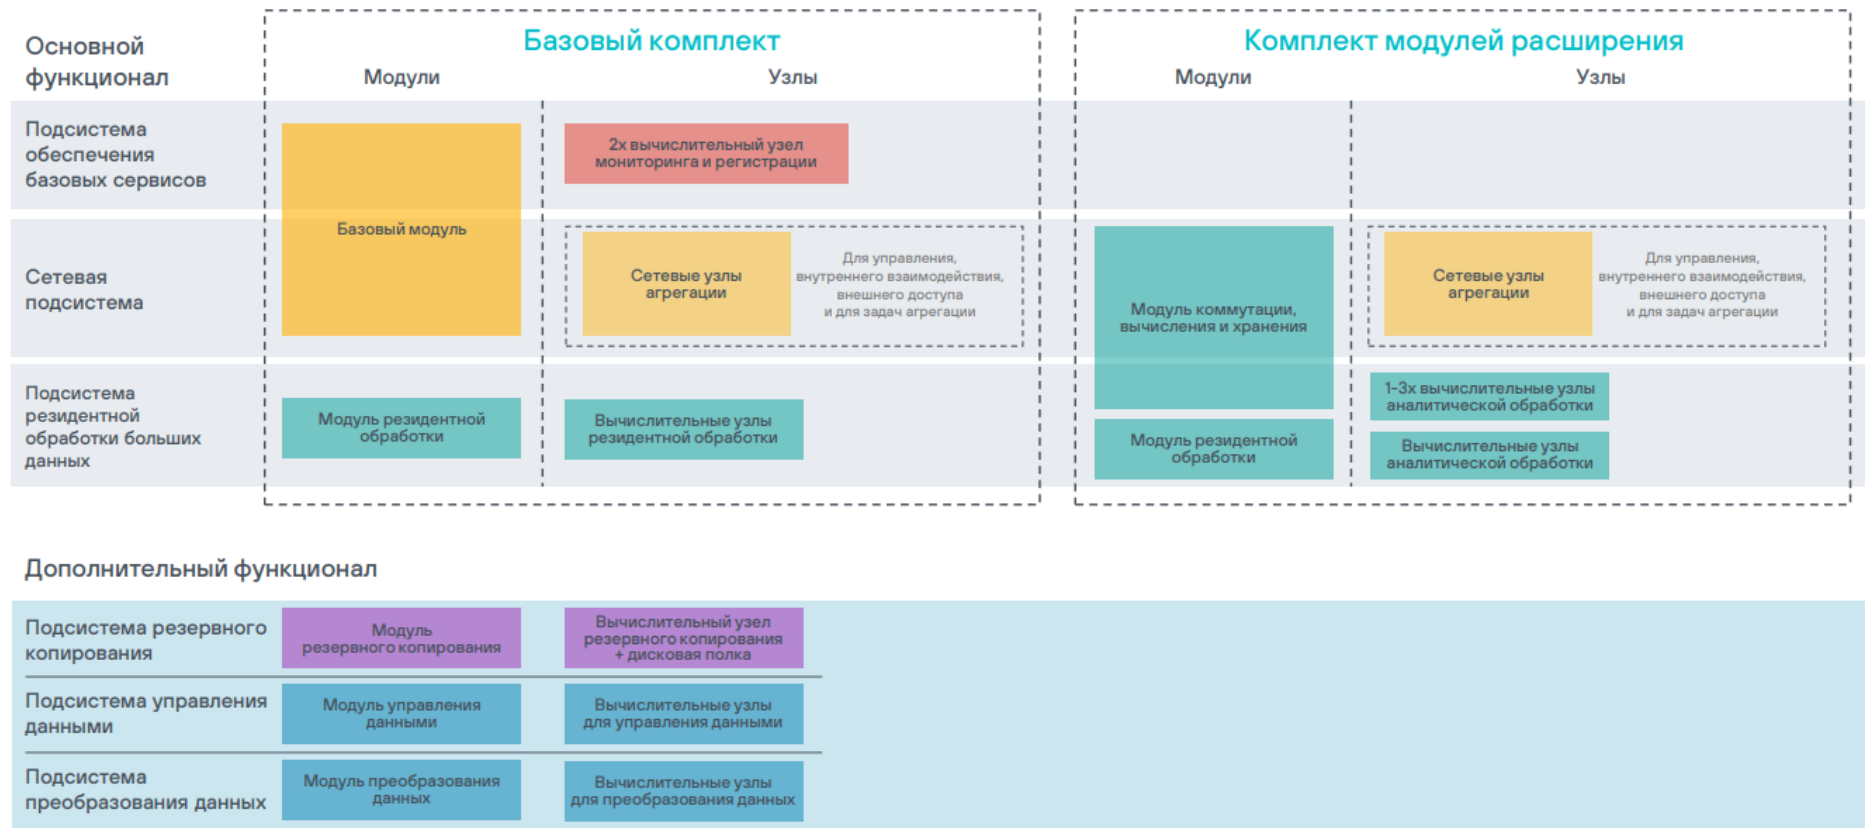 Основной
функционал
Базовый комплект
Модули
Узлы
Комплект модулей расширения
Модули
Узлы
Подсистема
обеспечения
базовых сервисов
Базовый модуль
2х вычислительный узел
мониторинга и регистрации
Сетевая
подсистема
Сетевые узлы
агрегации
Для управления,
внутреннего взаимодействия,
внешнего доступа
и для задач агрегации
Модуль коммутации,
вычисления и хранения
Сетевые узлы
агрегации
Для управления,
внутреннего взаимодействия,
внешнего доступа
и для задач агрегации
Подсистема
резидентной
обработки больших
данных
Модуль резидентной
обработки
Вычислительные узлы
резидентной обработки
Модуль резидентной
обработки
1-3х вычислительные узлы
аналитической обработки
Вычислительные узлы
аналитической обработки
Дополнительный функционал
Подсистема резервного
копирования
Модуль
резервного копирования
Вычислительный узел
резервного копирования
+ дисковая полка
Подсистема управления
данными
Модуль управления
данными
Вычислительные узлы
для управления данными
Подсистема
преобразования данных
Модуль преобразования
данных
Вычислительные узлы
для преобразования данных